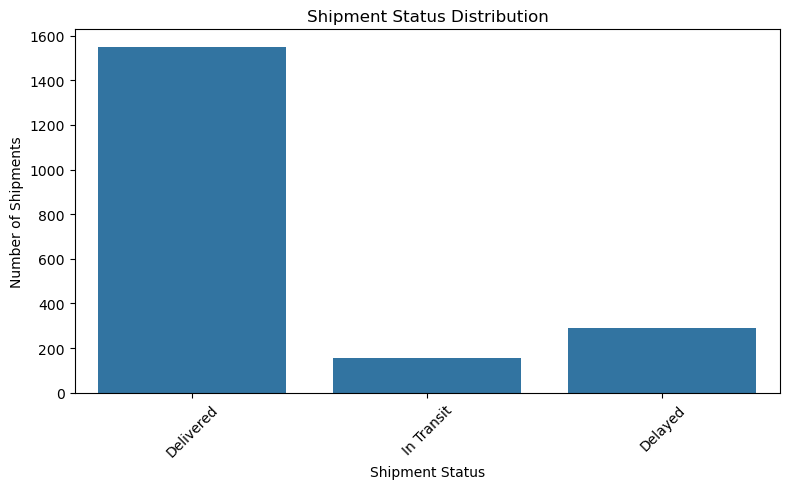 Shipment Status Distribution
1600
1400
1200
1000
800
600
400
200
0
Number of Shipments
Delivered
In Transit
Delayed
Shipment Status